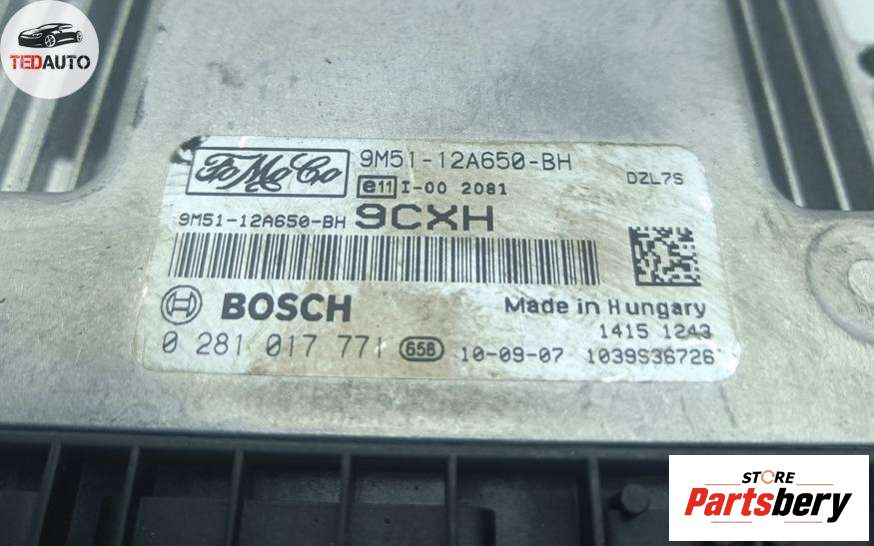 TEDAUTO
FoMoCo
9M51-12A650-BH
DZL7S
e11 I-00 2081
9M51-12A650-BH 9CXH
BOSCH
Made in Hungary
1415 1243
0 281 017 771 658 10-09-07 1039S36726
STORE
Partsbery